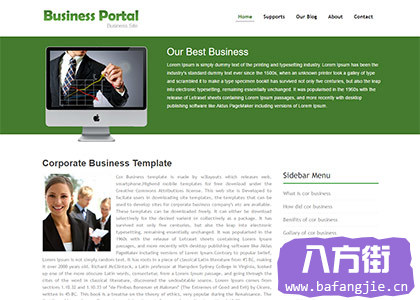 Business Portal
Business Site
Home
Supports
Our Blog
About
Contact
Our Best Business
Lorem Ipsum is simply dummy text of the printing and typesetting industry. Lorem Ipsum has been the
industry's standard dummy text ever since the 1500s, when an unknown printer took a galley of type
and scrambled it to make a type specimen book. It has survived not only five centuries, but also the leap into
electronic typesetting, remaining essentially unchanged. It was popularised in the 1960s with the
release of Letraset sheets containing Lorem Ipsum passages, and more recently with desktop
publishing software like Aldus PageMaker including versions of Lorem Ipsum.
Corporate Business Template
Cor Business template is made by w3layouts which releases web,
smartphone/Highend mobile templates for free download under the
Creative Commons Attributions license. This web site is Developed to
facilitate users in downloading site templates, the templates that can be
used to develop sites for corporate business company's etc are available.
These templates can be downloaded freely. It can either be download
selectively for the desired variant or collectively as a package. It has
survived not only five centuries, but also the leap into electronic
typesetting, remaining essentially unchanged. It was popularised in the
1960s with the release of Letraset sheets containing Lorem Ipsum
passages, and more recently with desktop publishing software like Aldus
PageMaker including versions of Lorem Ipsum. Contrary to popular belief,
Lorem Ipsum is not simply random text. It has roots in a piece of classical Latin literature from 45 BC, making
it over 2000 years old. Richard McClintock, a Latin professor at Hampden-Sydney College in Virginia, looked
up one of the more obscure Latin words, consectetur, from a Lorem Ipsum passage, and going through the
cites of the word in classical literature, discovered the undoubtable source. Lorem Ipsum comes from
sections 1.10.32 and 1.10.33 of "de Finibus Bonorum et Malorum" (The Extremes of Good and Evil) by Cicero,
written in 45 BC. This book is a treatise on the theory of ethics, very popular during the Renaissance. The
Sidebar Menu
What is cor business
How did cor business
Benefits of cor business
Gallary of cor business
八方街
www.bafangjie.cn